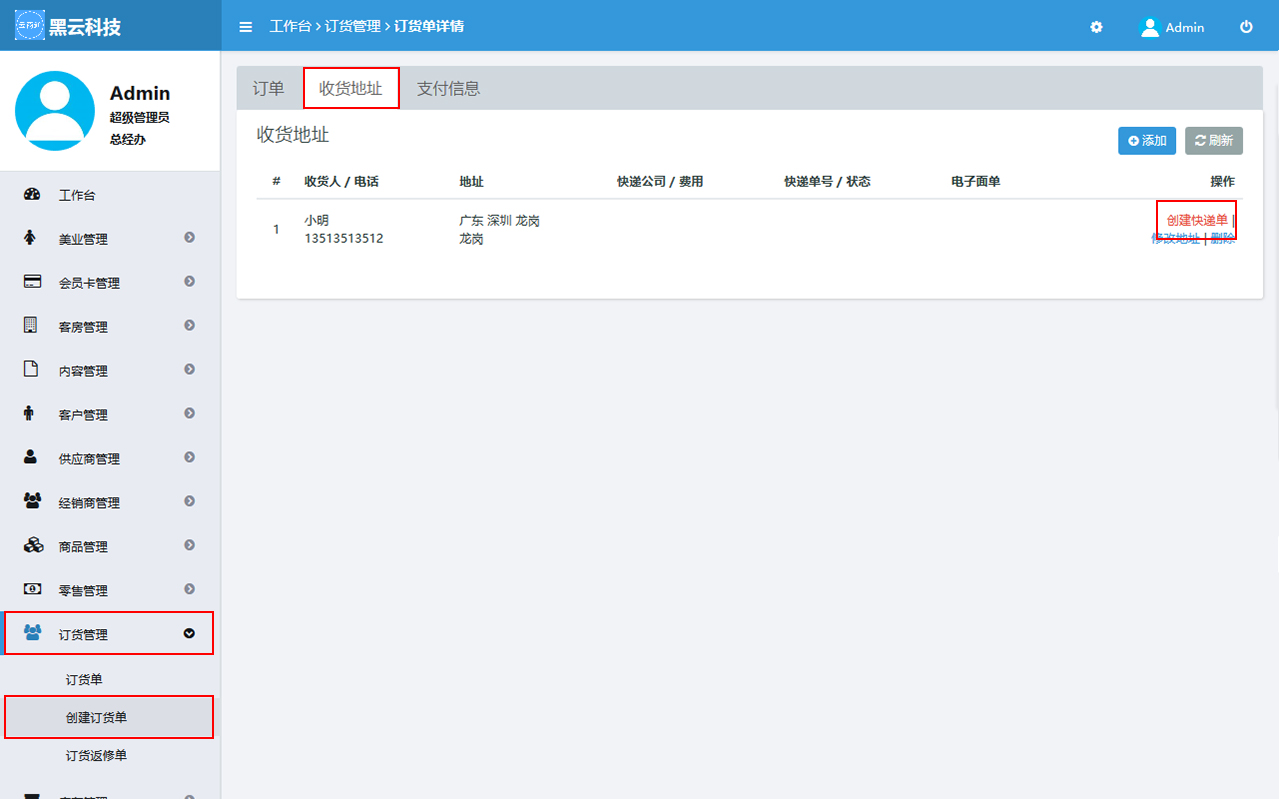 黑云科技
工作台 > 订货管理 > 订货单详情
Admin
Admin
超级管理员
总经办
工作台
美业管理
会员卡管理
客房管理
内容管理
客户管理
供应商管理
经销商管理
商品管理
零售管理
订货管理
订货单
创建订货单
订货返修单
订单 收货地址 支付信息
收货地址
添加 刷新
# 收货人 / 电话 地址 快递公司 / 费用 快递单号 / 状态 电子面单 操作
1 小明 广东 深圳 龙岗 创建快递单 |
13513513512 龙岗 修改地址 | 删除